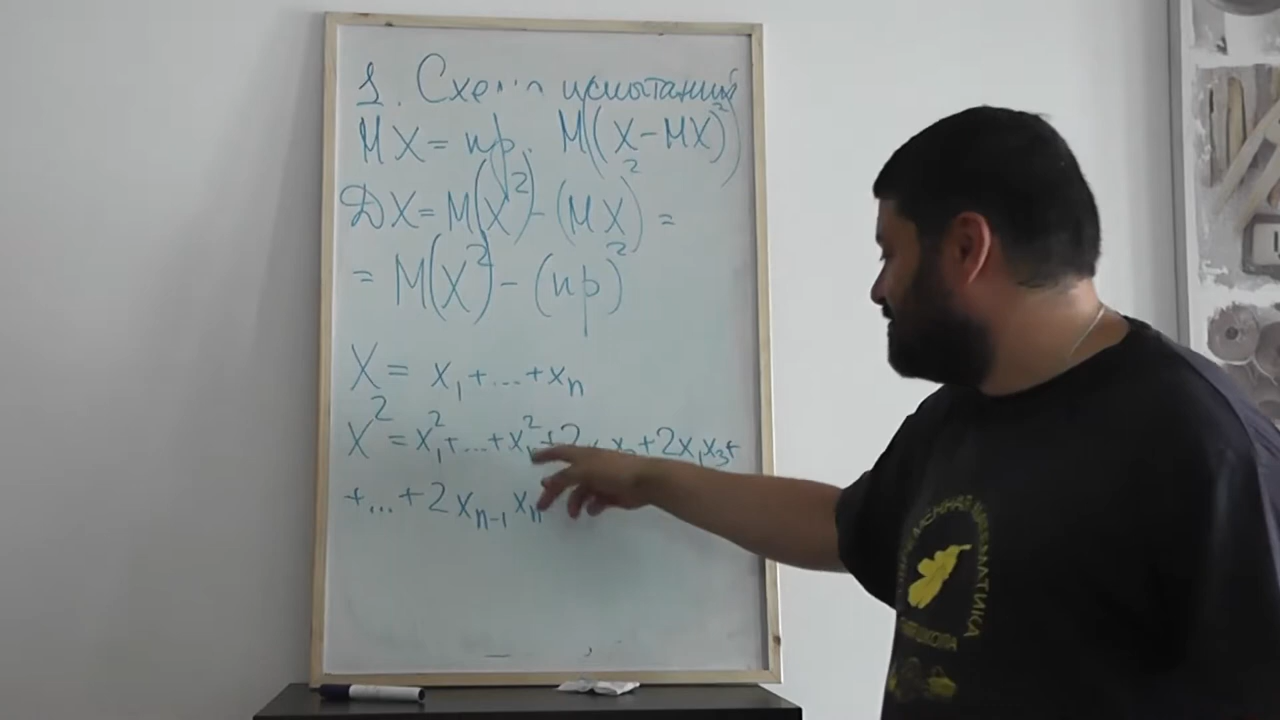 1. Схема испытаний
MX = np. M((X - MX)²)
DX = M(X²) - (MX)² =
= M(X²) - (np)²
X = x₁ + ... + xₙ
X² = x₁² + ... + xₙ² + 2x₁x₂ + 2x₁x₃ +
+ ... + 2xₙ₋₁xₙ
МАТЕМАТИКА